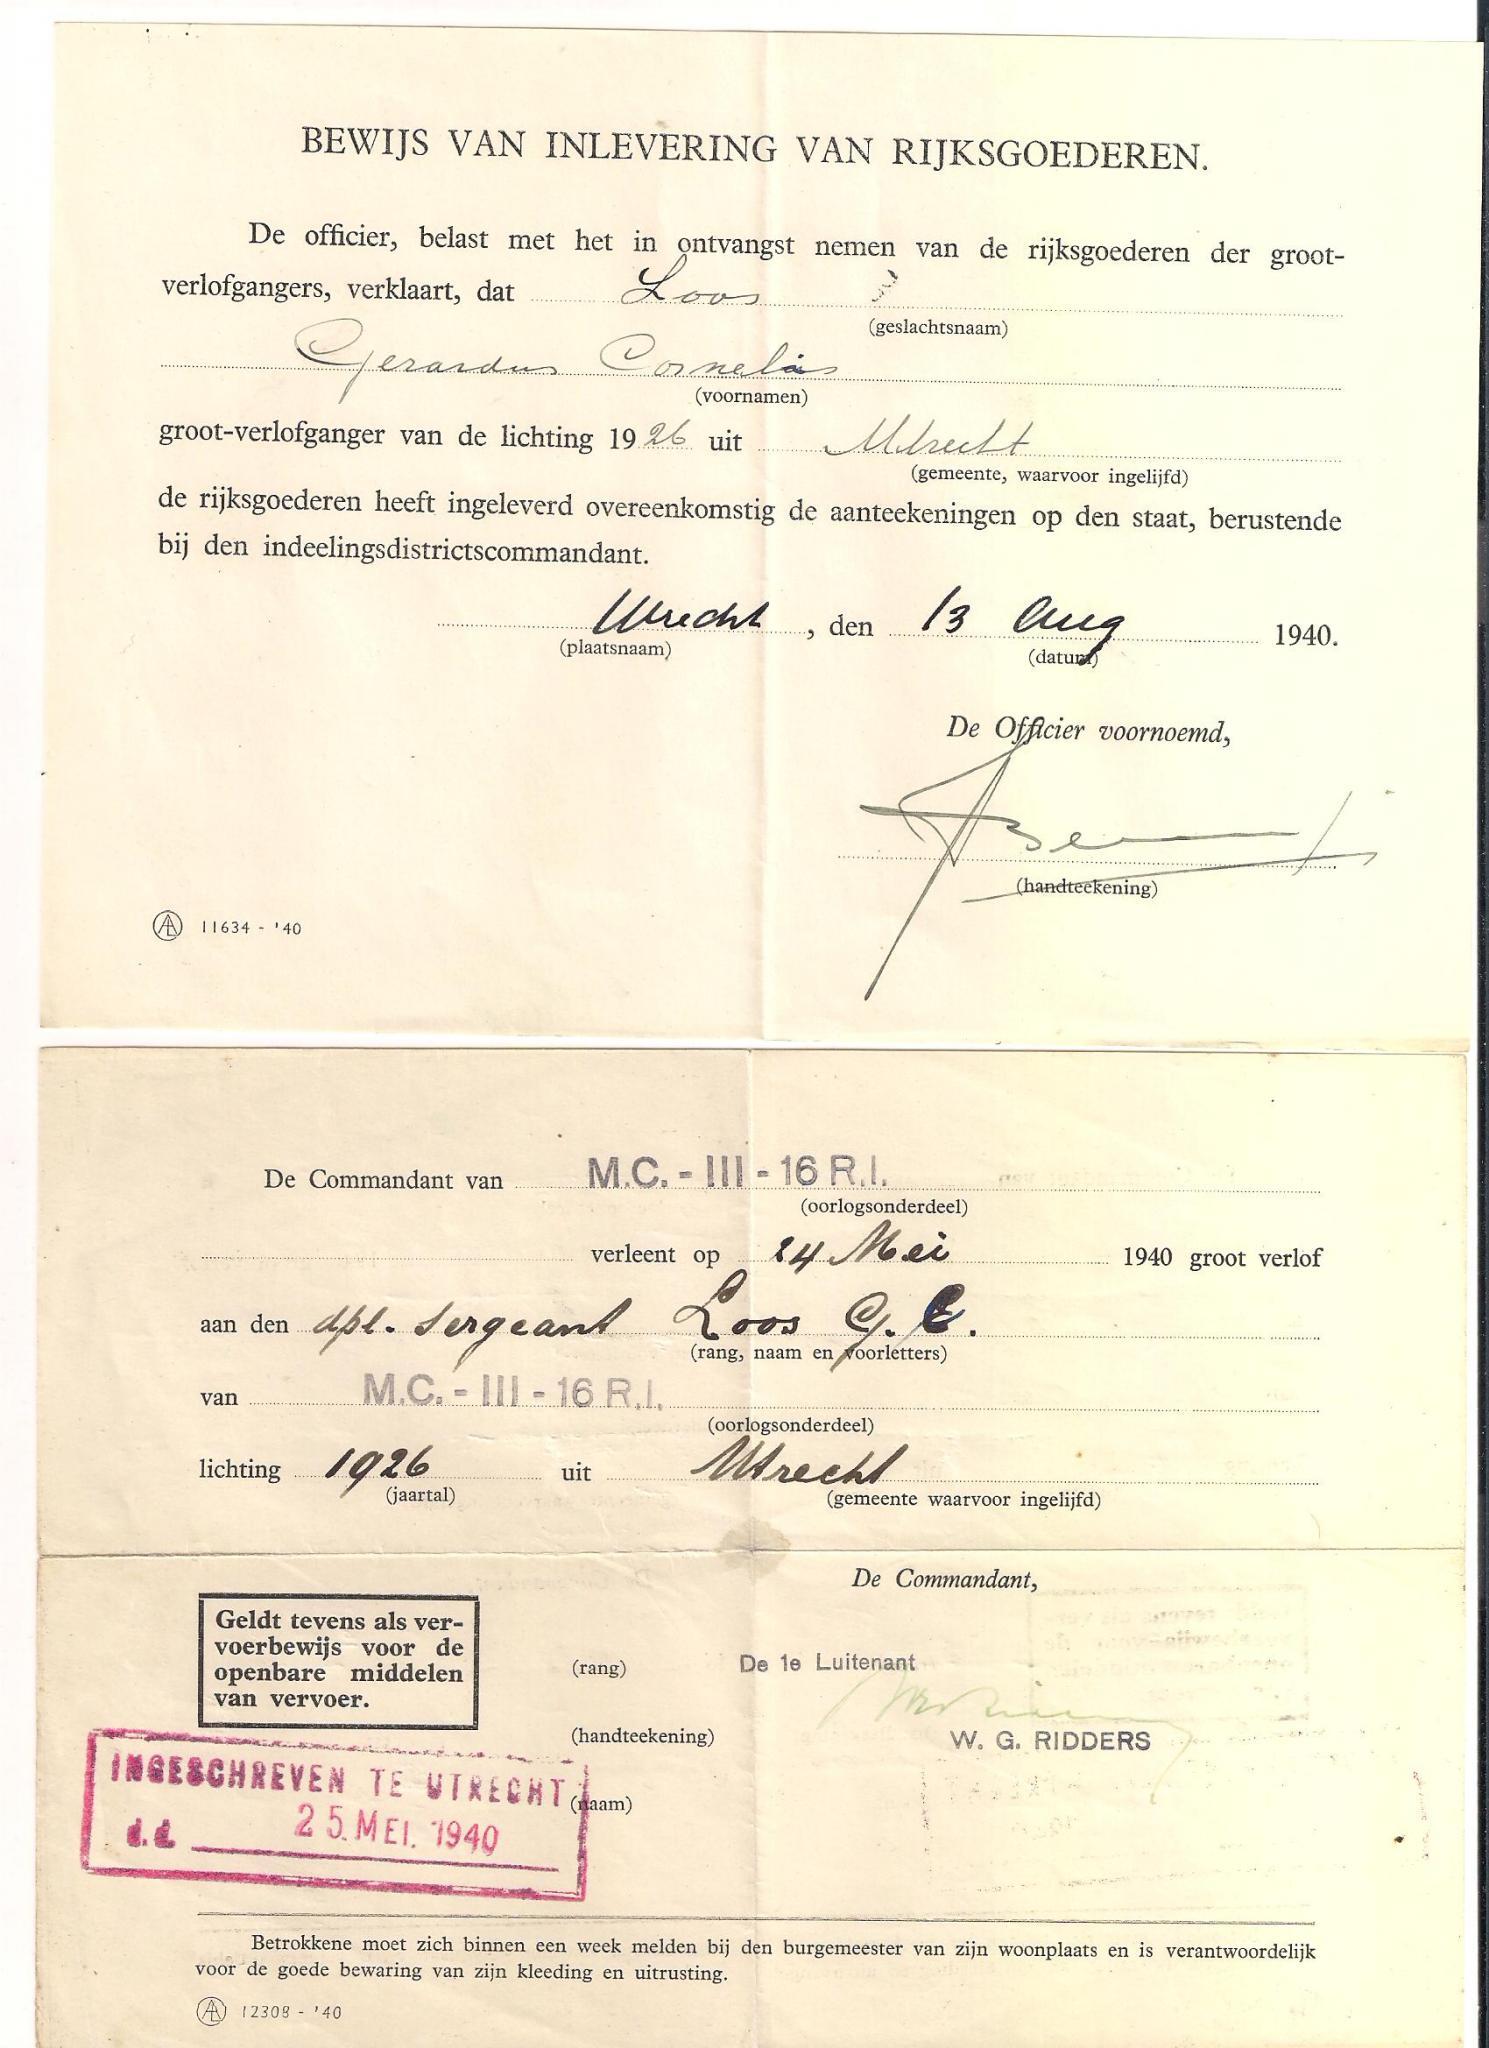 BEWIJS VAN INLEVERING VAN RIJKSGOEDEREN.
De officier, belast met het in ontvangst nemen van de rijksgoederen der groot-
verlofgangers, verklaart, dat Loos
(geslachtsnaam)
Gerardus Cornelis
(voornamen)
groot-verlofganger van de lichting 1926 uit Utrecht
(gemeente, waarvoor ingelijfd)
de rijksgoederen heeft ingeleverd overeenkomstig de aanteekeningen op den staat, berustende
bij den indeelingsdistrictscommandant.
Utrecht, den 13 Aug 1940.
(plaatsnaam) (datum)
De Officier voornoemd,
(handteekening)
AL 11634 - '40
De Commandant van M.C. - III - 16 R.I.
(oorlogsonderdeel)
verleent op 24 Mei 1940 groot verlof
aan den dpl. sergeant Loos G. C.
(rang, naam en voorletters)
van M.C. - III - 16 R.I.
(oorlogsonderdeel)
lichting 1926 uit Utrecht
(jaartal) (gemeente waarvoor ingelijfd)
De Commandant,
Geldt tevens als ver-
voerbewijs voor de
openbare middelen
van vervoer.
(rang) De 1e Luitenant
(handteekening)
W. G. RIDDERS
(naam)
INGESCHREVEN TE UTRECHT
d.d. 25. MEI. 1940
Betrokkene moet zich binnen een week melden bij den burgemeester van zijn woonplaats en is verantwoordelijk
voor de goede bewaring van zijn kleeding en uitrusting.
AL 12308 - '40